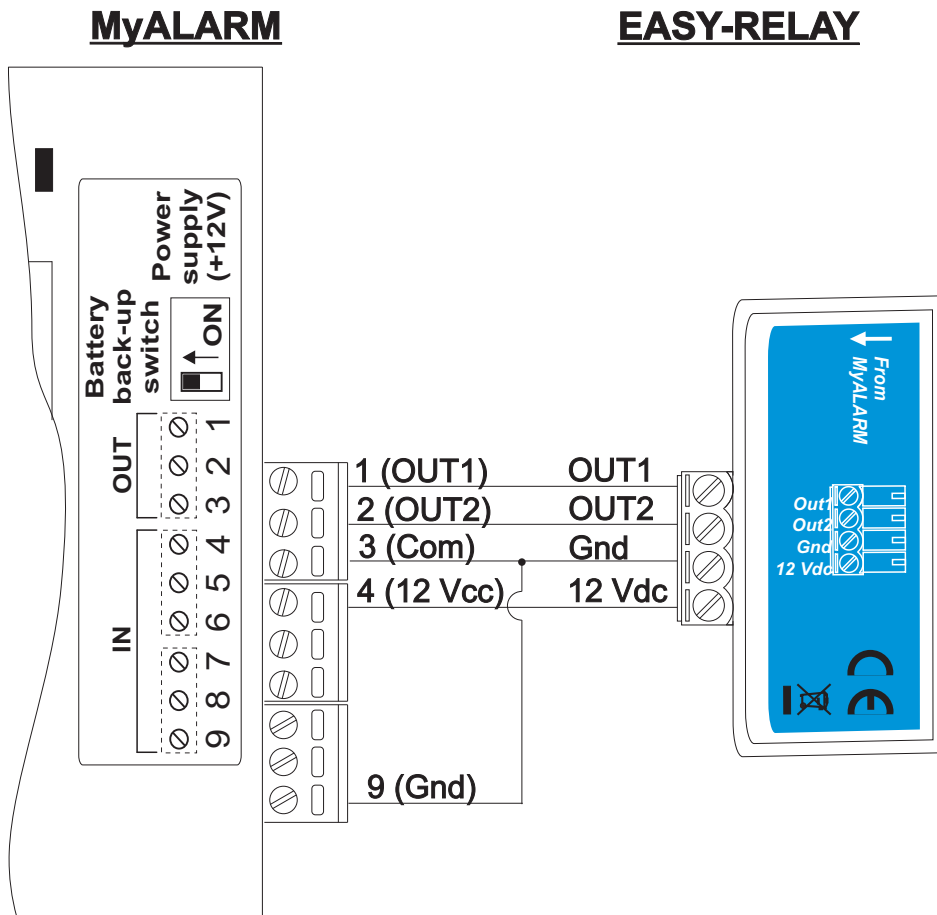 MyALARM
EASY-RELAY
Battery
back-up
switch
Power
supply
(+12V)
ON
OUT
IN
1
2
3
4
5
6
7
8
9
1 (OUT1)
2 (OUT2)
3 (Com)
4 (12 Vcc)
9 (Gnd)
OUT1
OUT2
Gnd
12 Vdc
From
MyALARM
Out1
Out2
Gnd
12 Vdc
CE